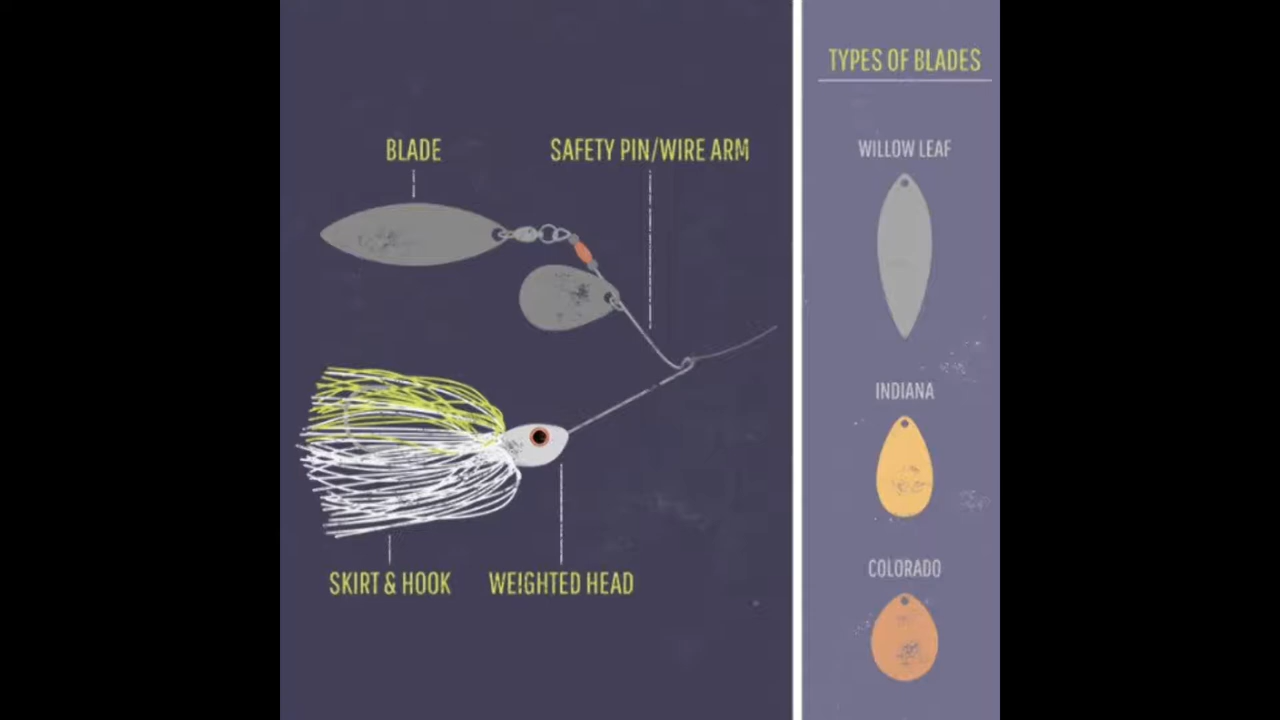 BLADE
SAFETY PIN/WIRE ARM
SKIRT & HOOK
WEIGHTED HEAD
TYPES OF BLADES
WILLOW LEAF
INDIANA
COLORADO